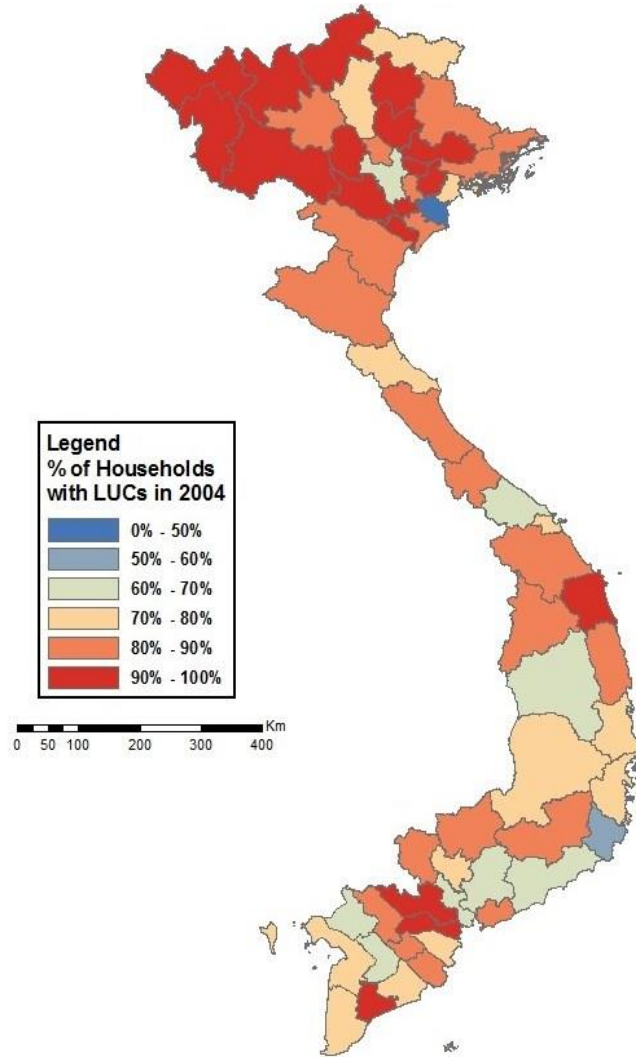 Legend
% of Households
with LUCs in 2004
0% - 50%
50% - 60%
60% - 70%
70% - 80%
80% - 90%
90% - 100%
Km
0 50 100 200 300 400